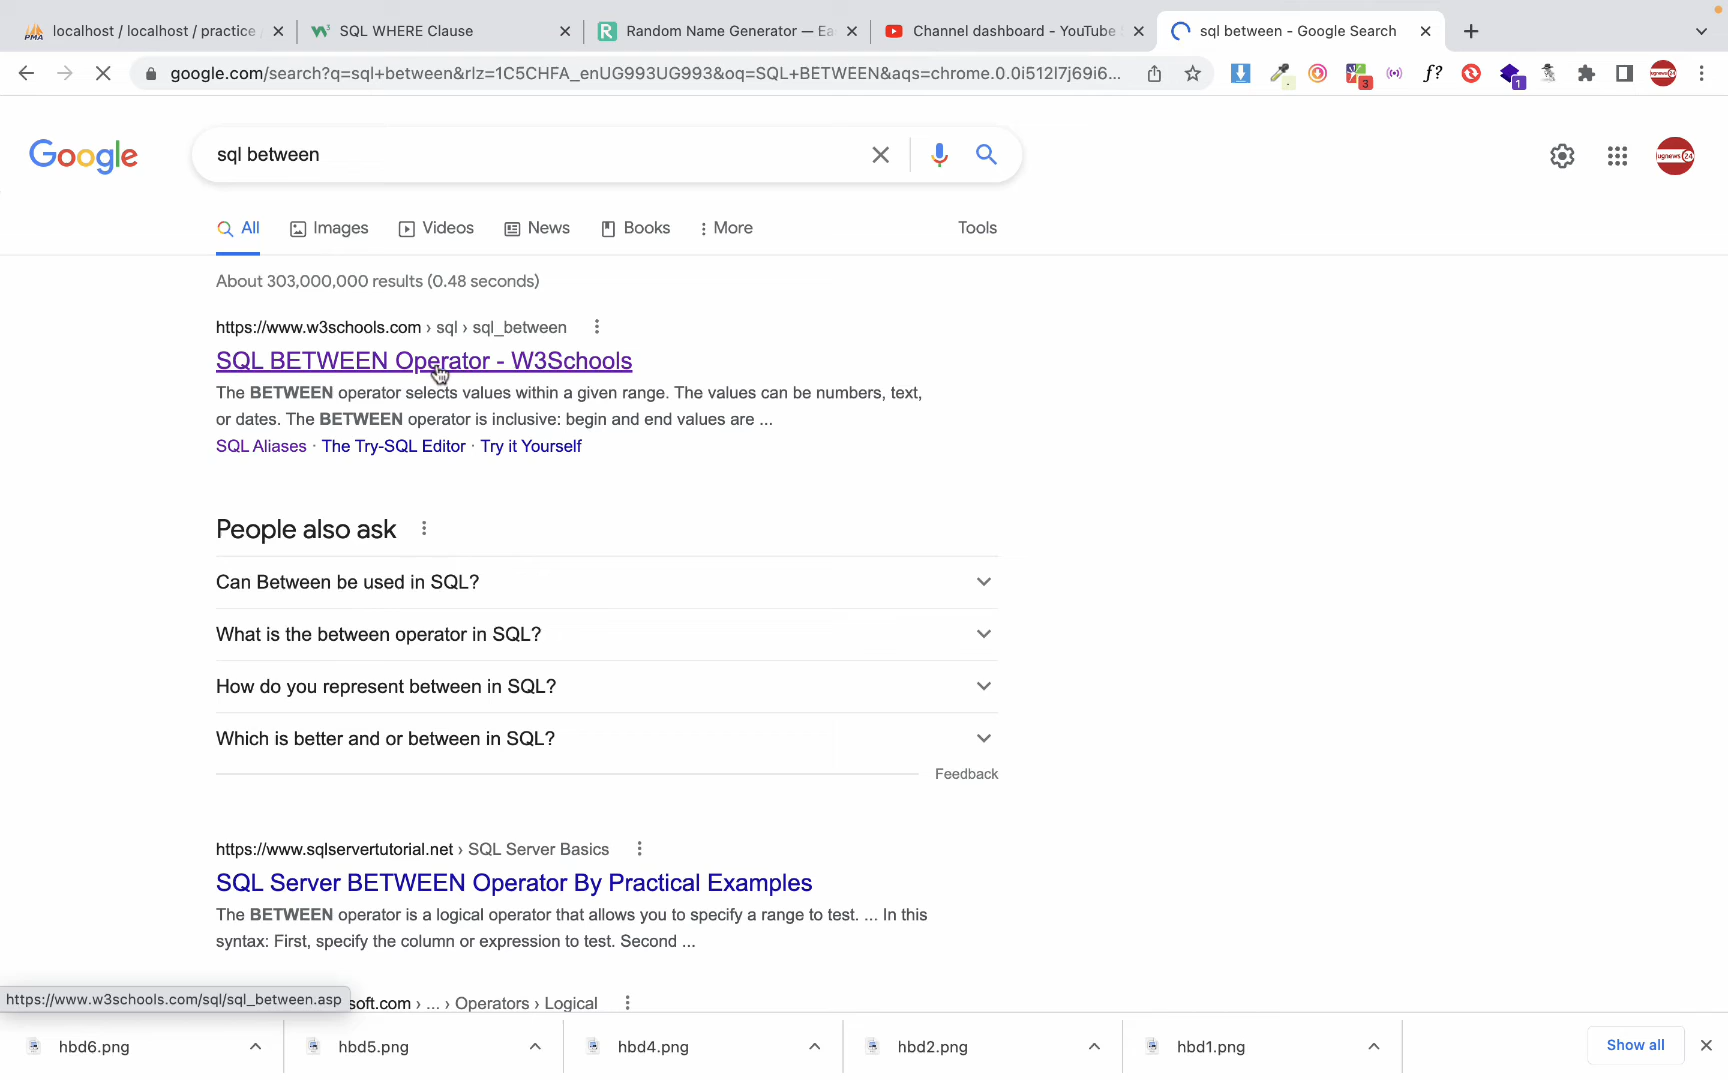 localhost / localhost / practice
SQL WHERE Clause
Random Name Generator — Ea
Channel dashboard - YouTube
sql between - Google Search
google.com/search?q=sql+between&rlz=1C5CHFA_enUG993UG993&oq=SQL+BETWEEN&aqs=chrome.0.0i512l7j69i6...
Google
sql between
All
Images
Videos
News
Books
More
Tools
About 303,000,000 results (0.48 seconds)
https://www.w3schools.com › sql › sql_between
SQL BETWEEN Operator - W3Schools
The BETWEEN operator selects values within a given range. The values can be numbers, text,
or dates. The BETWEEN operator is inclusive: begin and end values are ...
SQL Aliases · The Try-SQL Editor · Try it Yourself
People also ask
Can Between be used in SQL?
What is the between operator in SQL?
How do you represent between in SQL?
Which is better and or between in SQL?
Feedback
https://www.sqlservertutorial.net › SQL Server Basics
SQL Server BETWEEN Operator By Practical Examples
The BETWEEN operator is a logical operator that allows you to specify a range to test. ... In this
syntax: First, specify the column or expression to test. Second ...
https://www.w3schools.com/sql/sql_between.asp
soft.com › ... › Operators › Logical
hbd6.png
hbd5.png
hbd4.png
hbd2.png
hbd1.png
Show all